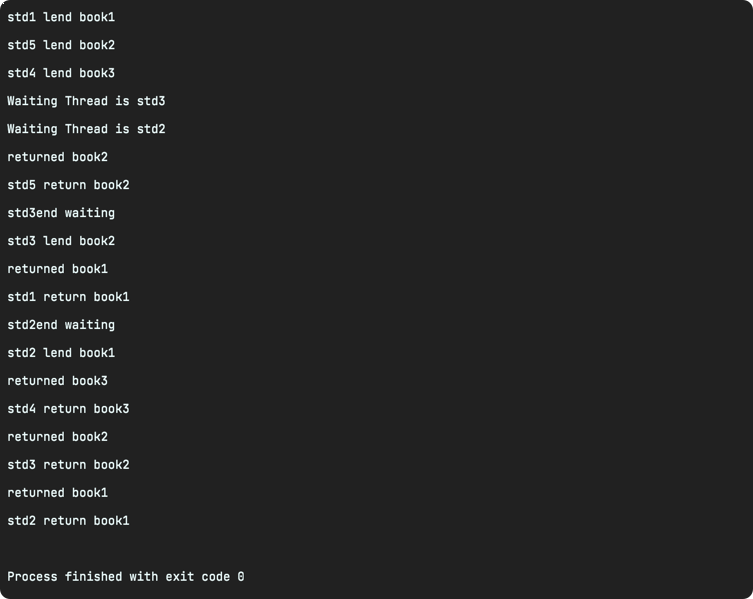 std1 lend book1
std5 lend book2
std4 lend book3
Waiting Thread is std3
Waiting Thread is std2
returned book2
std5 return book2
std3end waiting
std3 lend book2
returned book1
std1 return book1
std2end waiting
std2 lend book1
returned book3
std4 return book3
returned book2
std3 return book2
returned book1
std2 return book1
Process finished with exit code 0